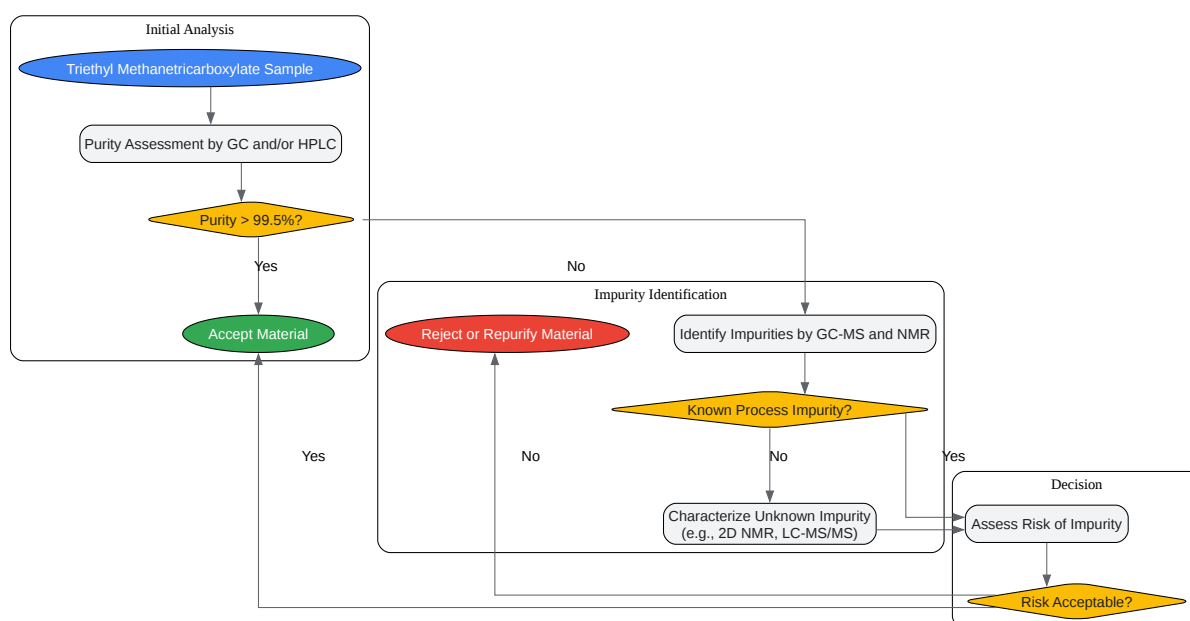 Initial Analysis
Triethyl Methanetricarboxylate Sample
Purity Assessment by GC and/or HPLC
Purity > 99.5%?
Yes
No
Accept Material
Impurity Identification
Reject or Repurify Material
Identify Impurities by GC-MS and NMR
Known Process Impurity?
Yes
No
No
Yes
Characterize Unknown Impurity
(e.g., 2D NMR, LC-MS/MS)
Decision
Assess Risk of Impurity
Risk Acceptable?